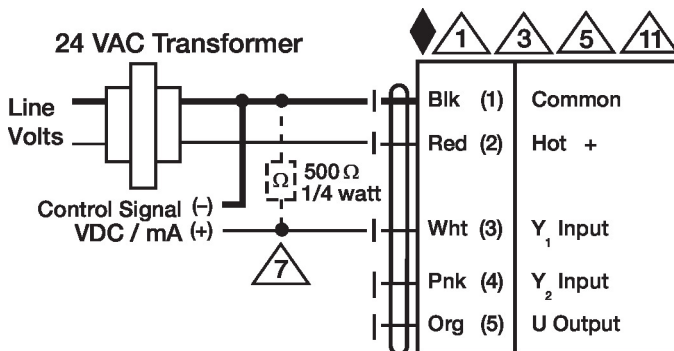 24 VAC Transformer
1 3 5 11
Line
Volts
Blk (1) Common
Red (2) Hot +
Ω 500 Ω
1/4 watt
Control Signal (–)
VDC / mA (+)
Wht (3) Y1 Input
7
Pnk (4) Y2 Input
Org (5) U Output